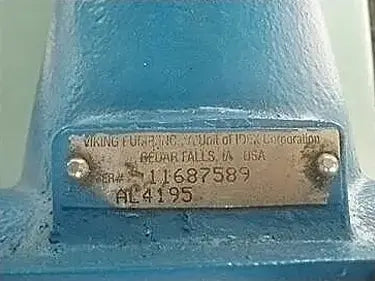 VIKING PUMP, INC. A Unit of IDEX Corporation
CEDAR FALLS, IA USA
SER# 11687589
AL4195